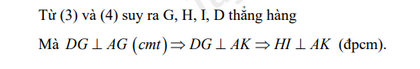 Từ (3) và (4) suy ra G, H, I, D thẳng hàng
Mà DG ⊥ AG (cmt) ⇒ DG ⊥ AK ⇒ HI ⊥ AK (đpcm).